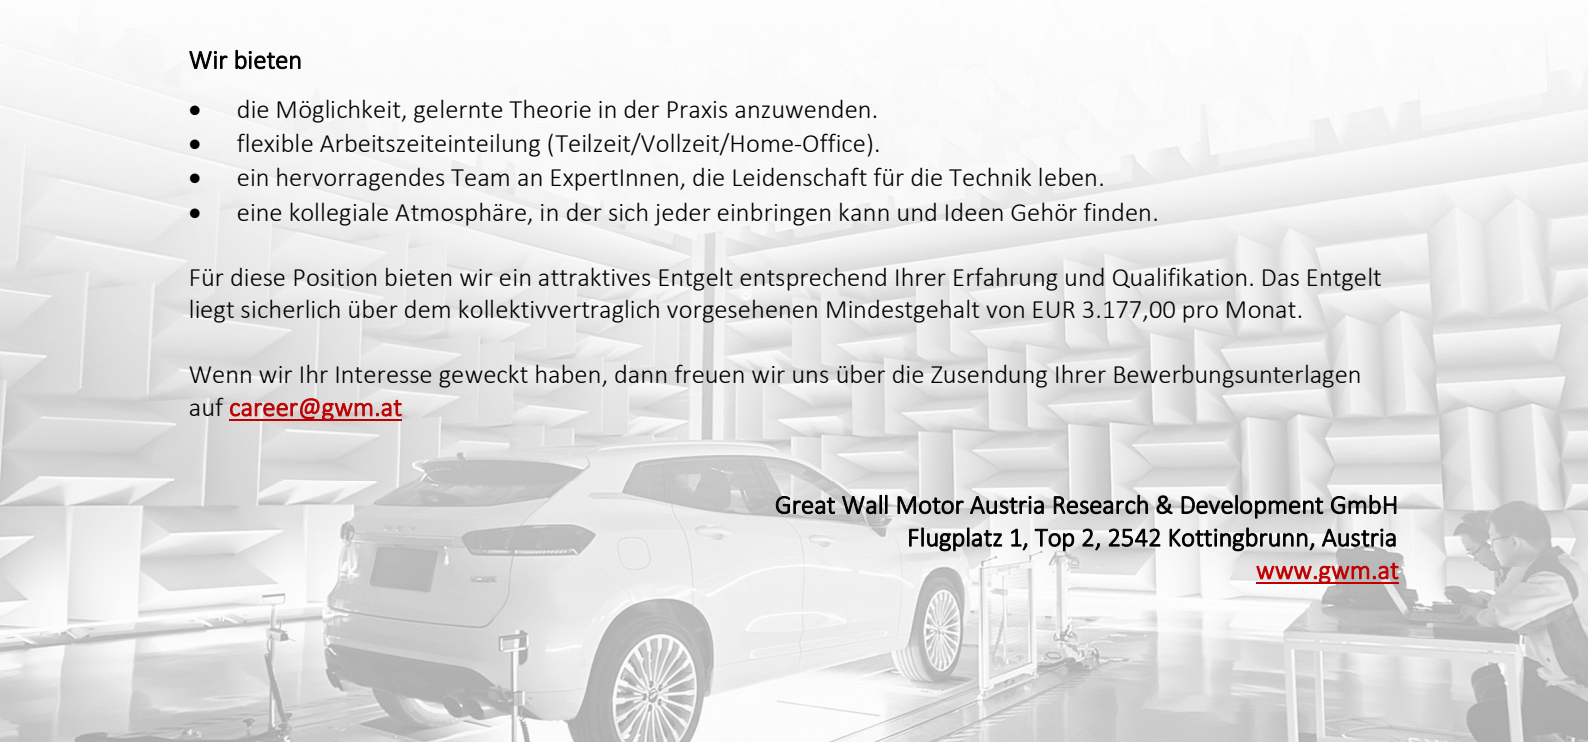 Wir bieten
• die Möglichkeit, gelernte Theorie in der Praxis anzuwenden.
• flexible Arbeitszeiteinteilung (Teilzeit/Vollzeit/Home-Office).
• ein hervorragendes Team an ExpertInnen, die Leidenschaft für die Technik leben.
• eine kollegiale Atmosphäre, in der sich jeder einbringen kann und Ideen Gehör finden.
Für diese Position bieten wir ein attraktives Entgelt entsprechend Ihrer Erfahrung und Qualifikation. Das Entgelt
liegt sicherlich über dem kollektivvertraglich vorgesehenen Mindestgehalt von EUR 3.177,00 pro Monat.
Wenn wir Ihr Interesse geweckt haben, dann freuen wir uns über die Zusendung Ihrer Bewerbungsunterlagen
auf career@gwm.at
Great Wall Motor Austria Research & Development GmbH
Flugplatz 1, Top 2, 2542 Kottingbrunn, Austria
www.gwm.at